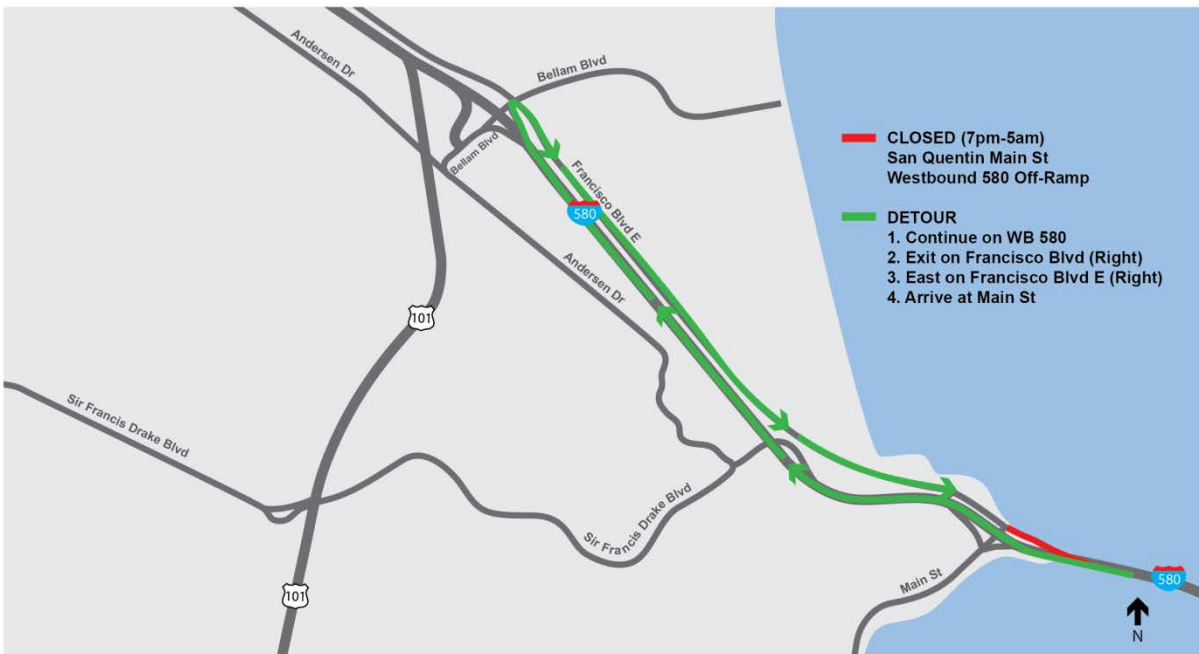 Andersen Dr
Bellam Blvd
Bellam Blvd
Francisco Blvd E
580
Andersen Dr
101
Sir Francis Drake Blvd
Sir Francis Drake Blvd
Main St
101
580
N
CLOSED (7pm-5am)
San Quentin Main St
Westbound 580 Off-Ramp
DETOUR
1. Continue on WB 580
2. Exit on Francisco Blvd (Right)
3. East on Francisco Blvd E (Right)
4. Arrive at Main St